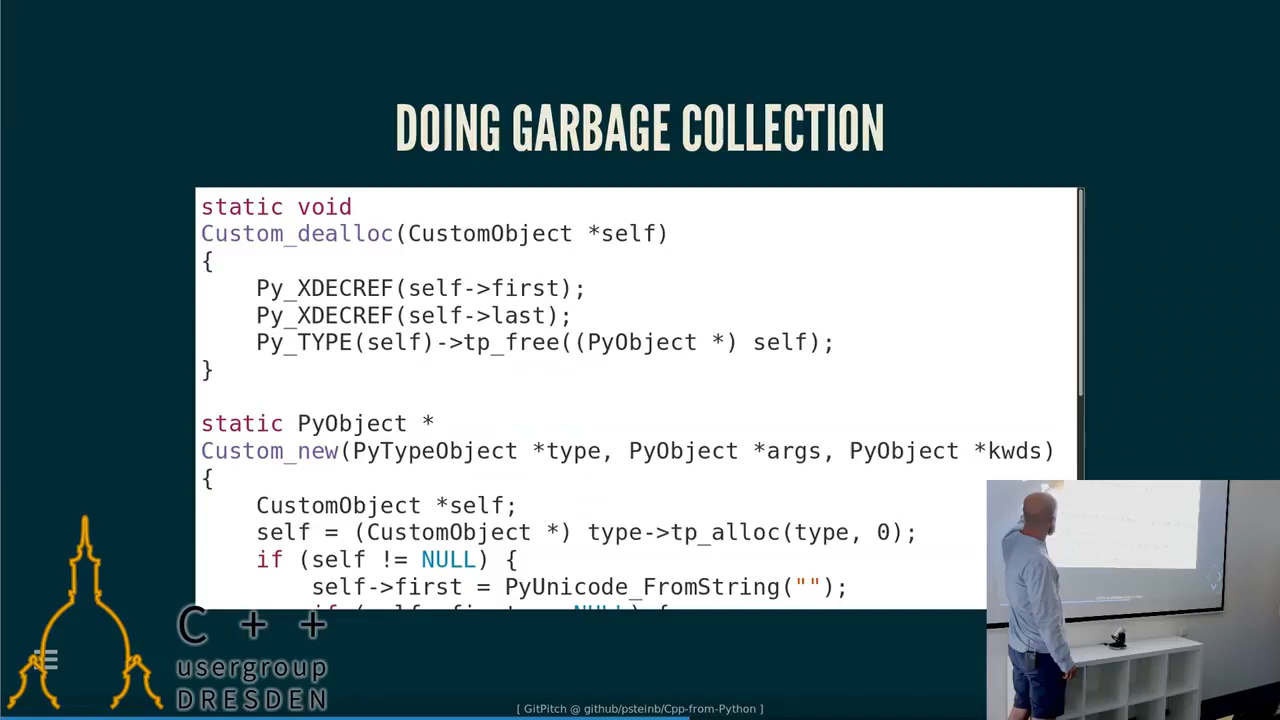 DOING GARBAGE COLLECTION
static void
Custom_dealloc(CustomObject *self)
{
    Py_XDECREF(self->first);
    Py_XDECREF(self->last);
    Py_TYPE(self)->tp_free((PyObject *) self);
}
static PyObject *
Custom_new(PyTypeObject *type, PyObject *args, PyObject *kwds)
{
    CustomObject *self;
    self = (CustomObject *) type->tp_alloc(type, 0);
    if (self != NULL) {
        self->first = PyUnicode_FromString("");
C + +
usergroup
DRESDEN
[ GitPitch @ github/psteinb/Cpp-from-Python ]